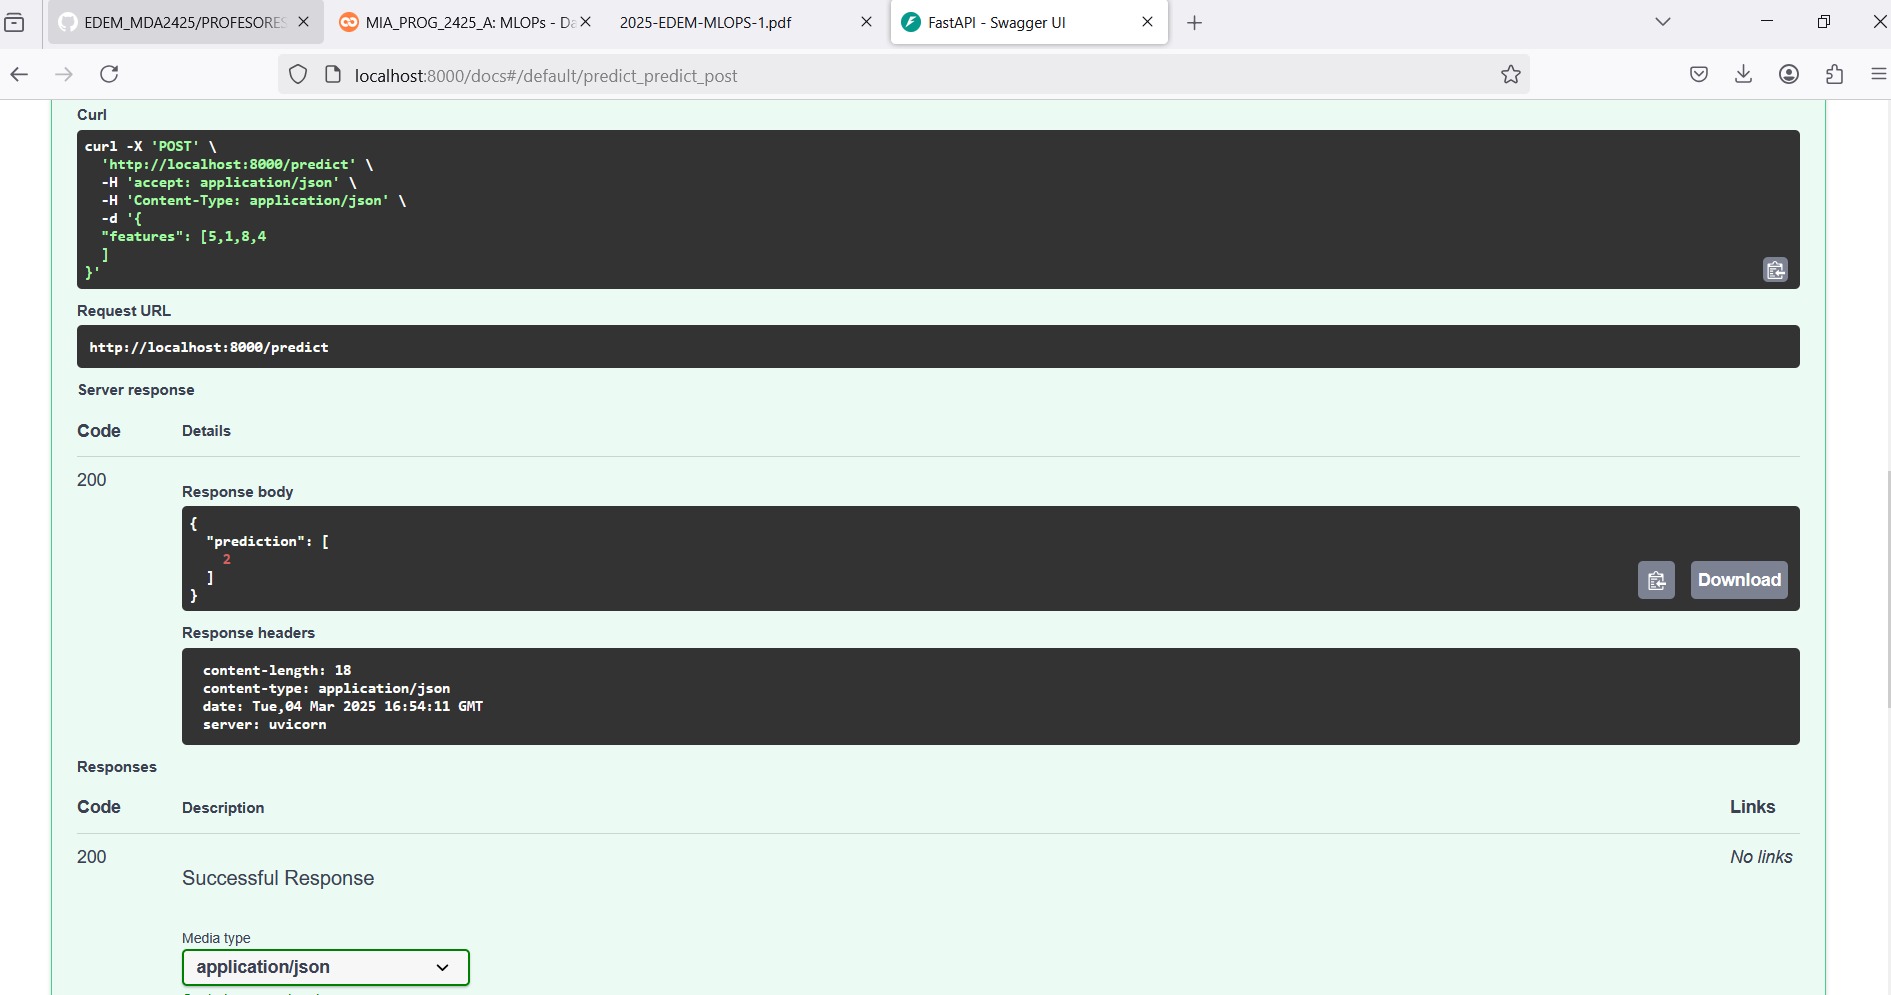 EDEM_MDA2425/PROFESORES
MIA_PROG_2425_A: MLOPs - Da
2025-EDEM-MLOPS-1.pdf
FastAPI - Swagger UI
localhost:8000/docs#/default/predict_predict_post
Curl
curl -X 'POST' \
'http://localhost:8000/predict' \
-H 'accept: application/json' \
-H 'Content-Type: application/json' \
-d '{
"features": [5,1,8,4
]
}'
Request URL
http://localhost:8000/predict
Server response
Code Details
200
Response body
{
"prediction": [
2
]
}
Download
Response headers
content-length: 18
content-type: application/json
date: Tue,04 Mar 2025 16:54:11 GMT
server: uvicorn
Responses
Code Description Links
200 No links
Successful Response
Media type
application/json